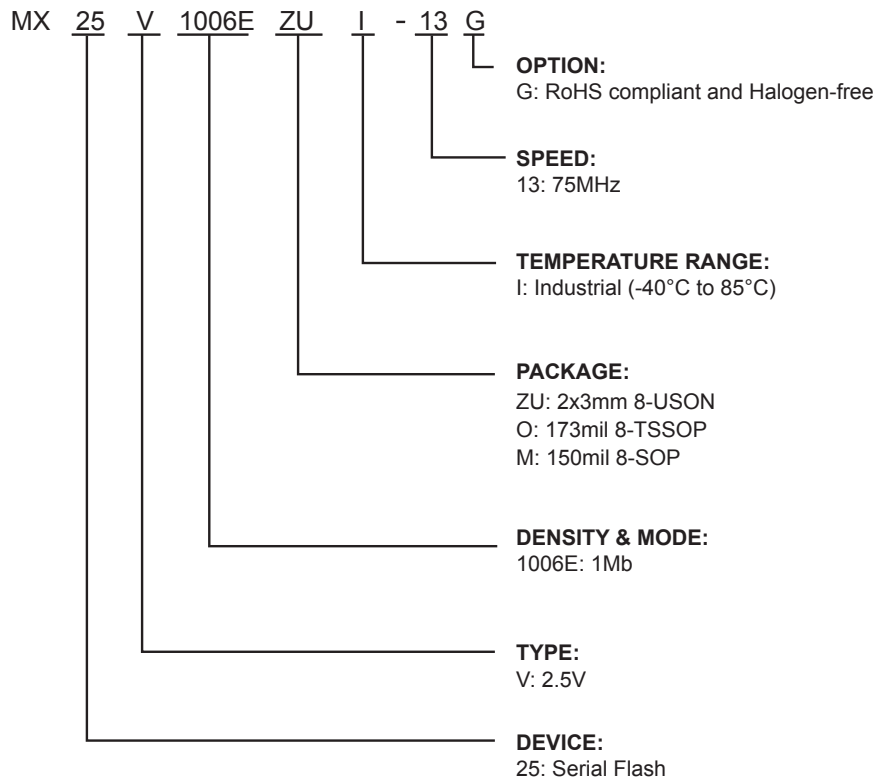 MX 25 V 1006E ZU I - 13 G
OPTION:
G: RoHS compliant and Halogen-free
SPEED:
13: 75MHz
TEMPERATURE RANGE:
I: Industrial (-40°C to 85°C)
PACKAGE:
ZU: 2x3mm 8-USON
O: 173mil 8-TSSOP
M: 150mil 8-SOP
DENSITY & MODE:
1006E: 1Mb
TYPE:
V: 2.5V
DEVICE:
25: Serial Flash